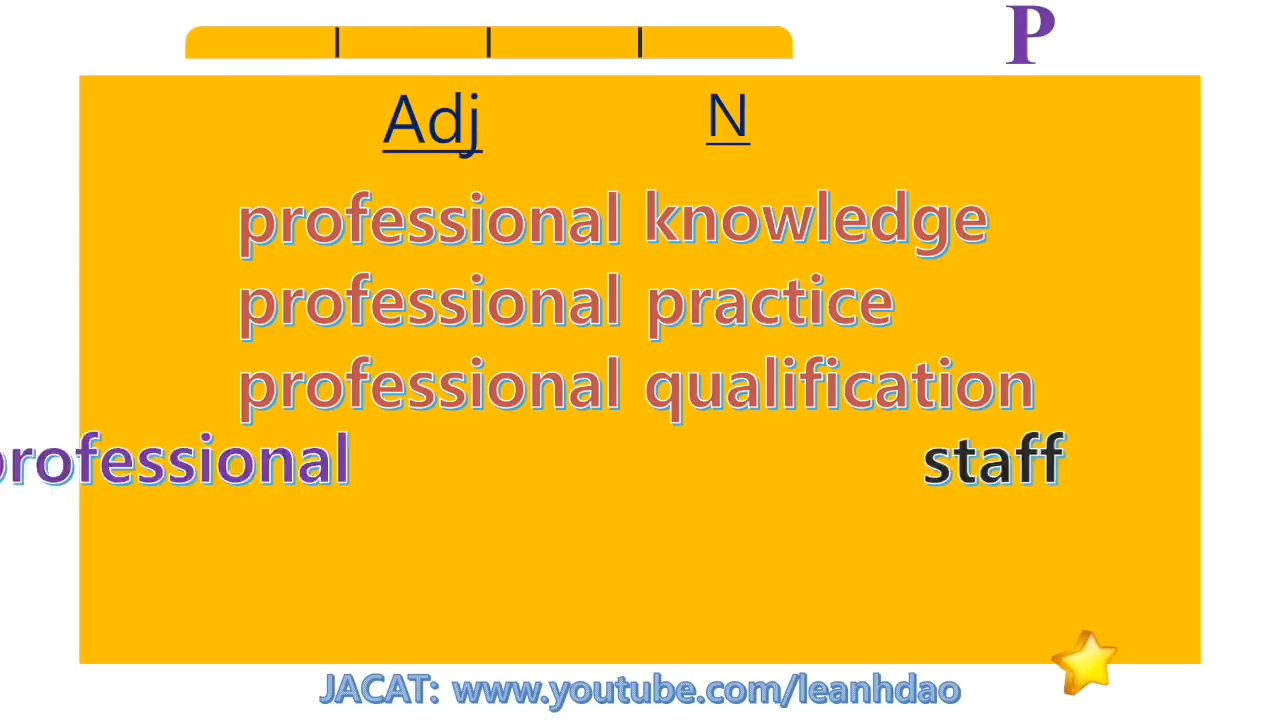 P
Adj N
professional knowledge
professional practice
professional qualification
professional staff
JACAT: www.youtube.com/leanhdao